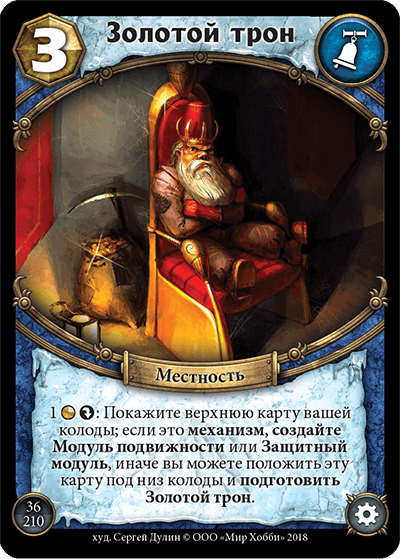 3
Золотой трон
Местность
1 : Покажите верхнюю карту вашей
колоды; если это механизм, создайте
Модуль подвижности или Защитный
модуль, иначе вы можете положить эту
карту под низ колоды и подготовить
Золотой трон.
36
210
худ. Сергей Дулин © ООО «Мир Хобби» 2018